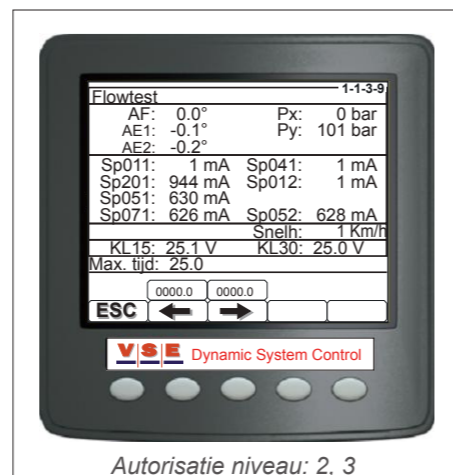 1-1-3-9
Flowtest
AF: 0.0° Px: 0 bar
AE1: -0.1° Py: 101 bar
AE2: -0.2°
Sp011: 1 mA Sp041: 1 mA
Sp201: 944 mA Sp012: 1 mA
Sp051: 630 mA
Sp071: 626 mA Sp052: 628 mA
Snelh: 1 Km/h
KL15: 25.1 V KL30: 25.0 V
Max. tijd: 25.0
0000.0 0000.0
ESC
VSE Dynamic System Control
Autorisatie niveau: 2, 3